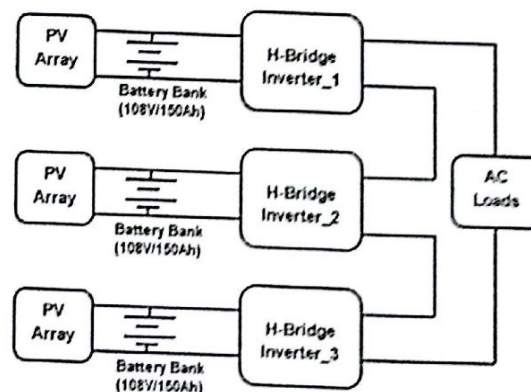 PV
Array
Battery Bank
(108V/150Ah)
H-Bridge
Inverter_1
PV
Array
Battery Bank
(108V/150Ah)
H-Bridge
Inverter_2
AC
Loads
PV
Array
Battery Bank
(108V/150Ah)
H-Bridge
Inverter_3